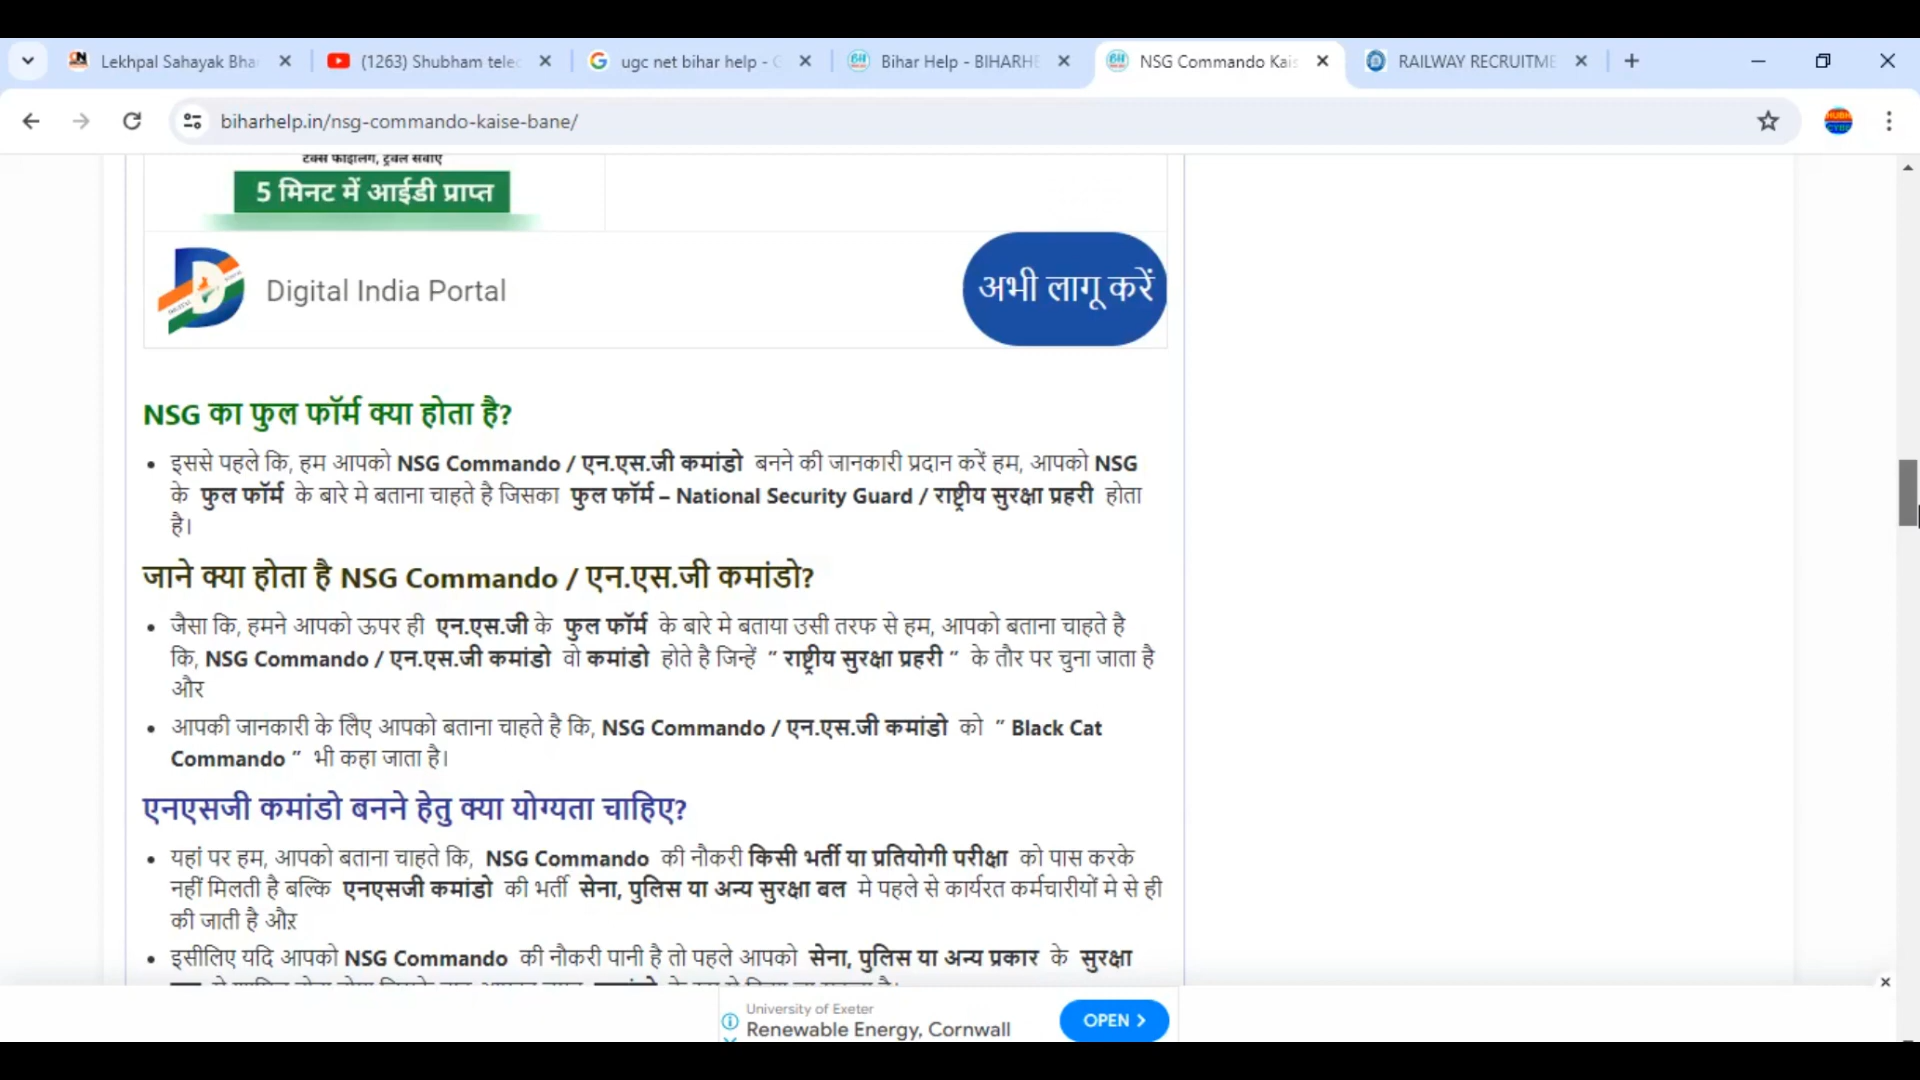 Lekhpal Sahayak Bha
(1263) Shubham telec
ugc net bihar help - G
Bihar Help - BIHARHE
NSG Commando Kais
RAILWAY RECRUITME
biharhelp.in/nsg-commando-kaise-bane/
टैक्स फाइलिंग, ट्रैवल सेवाएं
5 मिनट में आईडी प्राप्त
Digital India Portal
अभी लागू करें
NSG का फुल फॉर्म क्या होता है?
इससे पहले कि, हम आपको NSG Commando / एन.एस.जी कमांडो बनने की जानकारी प्रदान करें हम, आपको NSG
के फुल फॉर्म के बारे मे बताना चाहते है जिसका फुल फॉर्म – National Security Guard / राष्ट्रीय सुरक्षा प्रहरी होता
है।
जाने क्या होता है NSG Commando / एन.एस.जी कमांडो?
जैसा कि, हमने आपको ऊपर ही एन.एस.जी के फुल फॉर्म के बारे मे बताया उसी तरफ से हम, आपको बताना चाहते है
कि, NSG Commando / एन.एस.जी कमांडो वो कमांडो होते है जिन्हें " राष्ट्रीय सुरक्षा प्रहरी " के तौर पर चुना जाता है
और
आपकी जानकारी के लिए आपको बताना चाहते है कि, NSG Commando / एन.एस.जी कमांडो को " Black Cat
Commando " भी कहा जाता है।
एनएसजी कमांडो बनने हेतु क्या योग्यता चाहिए?
यहां पर हम, आपको बताना चाहते कि, NSG Commando की नौकरी किसी भर्ती या प्रतियोगी परीक्षा को पास करके
नहीं मिलती है बल्कि एनएसजी कमांडो की भर्ती सेना, पुलिस या अन्य सुरक्षा बल मे पहले से कार्यरत कर्मचारीयों मे से ही
की जाती है औऱ
इसीलिए यदि आपको NSG Commando की नौकरी पानी है तो पहले आपको सेना, पुलिस या अन्य प्रकार के सुरक्षा
University of Exeter
Renewable Energy, Cornwall
OPEN